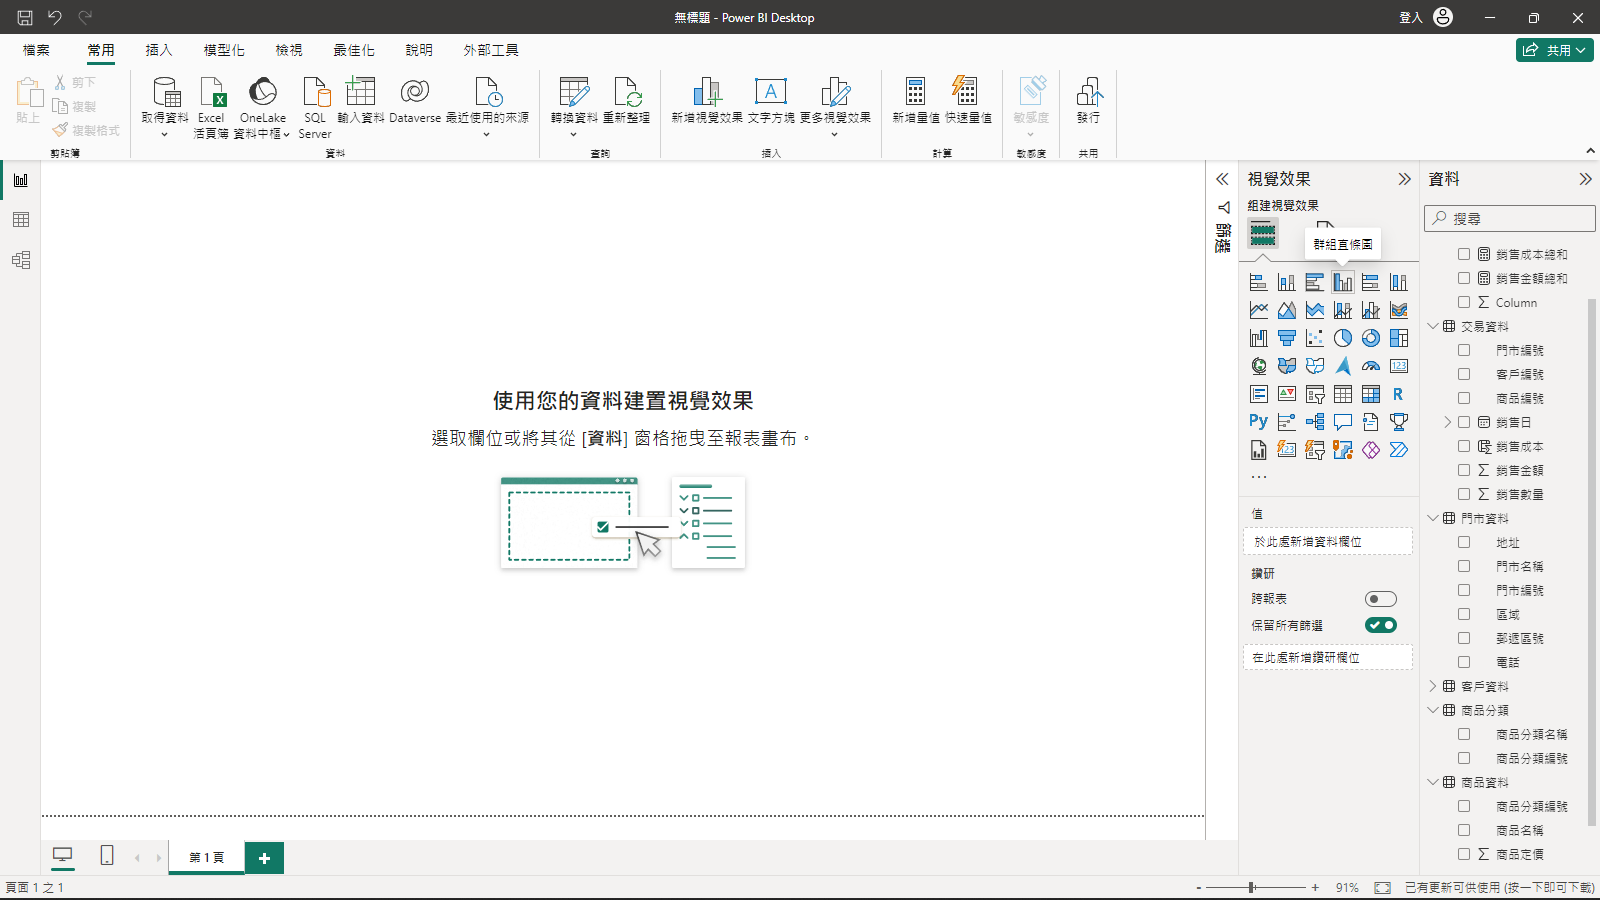 無標題 - Power BI Desktop
登入
檔案 常用 插入 模型化 檢視 最佳化 說明 外部工具
共用
貼上
剪下
複製
複製格式
剪貼簿
取得資料
Excel
活頁簿
OneLake
資料中樞
SQL
Server
輸入資料
Dataverse
最近使用的來源
資料
轉換資料
重新整理
查詢
新增視覺效果
文字方塊
更多視覺效果
插入
新增量值
快速量值
計算
敏感度
敏感度
發行
共用
使用您的資料建置視覺效果
選取欄位或將其從 [資料] 窗格拖曳至報表畫布。
篩選
視覺效果
組建視覺效果
群組直條圖
123
R
Py
123
值
於此處新增資料欄位
鑽研
跨報表
保留所有篩選
在此處新增鑽研欄位
資料
搜尋
銷售成本總和
銷售金額總和
Column
交易資料
門市編號
客戶編號
商品編號
銷售日
銷售成本
銷售金額
銷售數量
門市資料
地址
門市名稱
門市編號
區域
郵遞區號
電話
客戶資料
商品分類
商品分類名稱
商品分類編號
商品資料
商品分類編號
商品名稱
商品定價
第 1 頁
頁面 1 之 1
- + 91%
已有更新可供使用 (按一下即可下載)